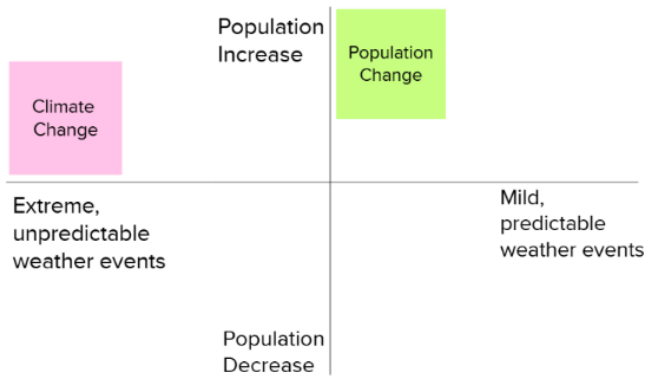 Population
Increase
Population
Change
Climate
Change
Extreme,
unpredictable
weather events
Mild,
predictable
weather events
Population
Decrease